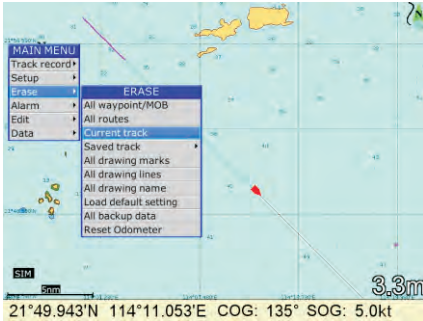 MAIN MENU
Track record
Setup
Erase
Alarm
Edit
Data
ERASE
All waypoint/MOB
All routes
Current track
Saved track
All drawing marks
All drawing lines
All drawing name
Load default setting
All backup data
Reset Odometer
SIM
5nm
3.3m
21°49.943'N 114°11.053'E COG: 135° SOG: 5.0kt